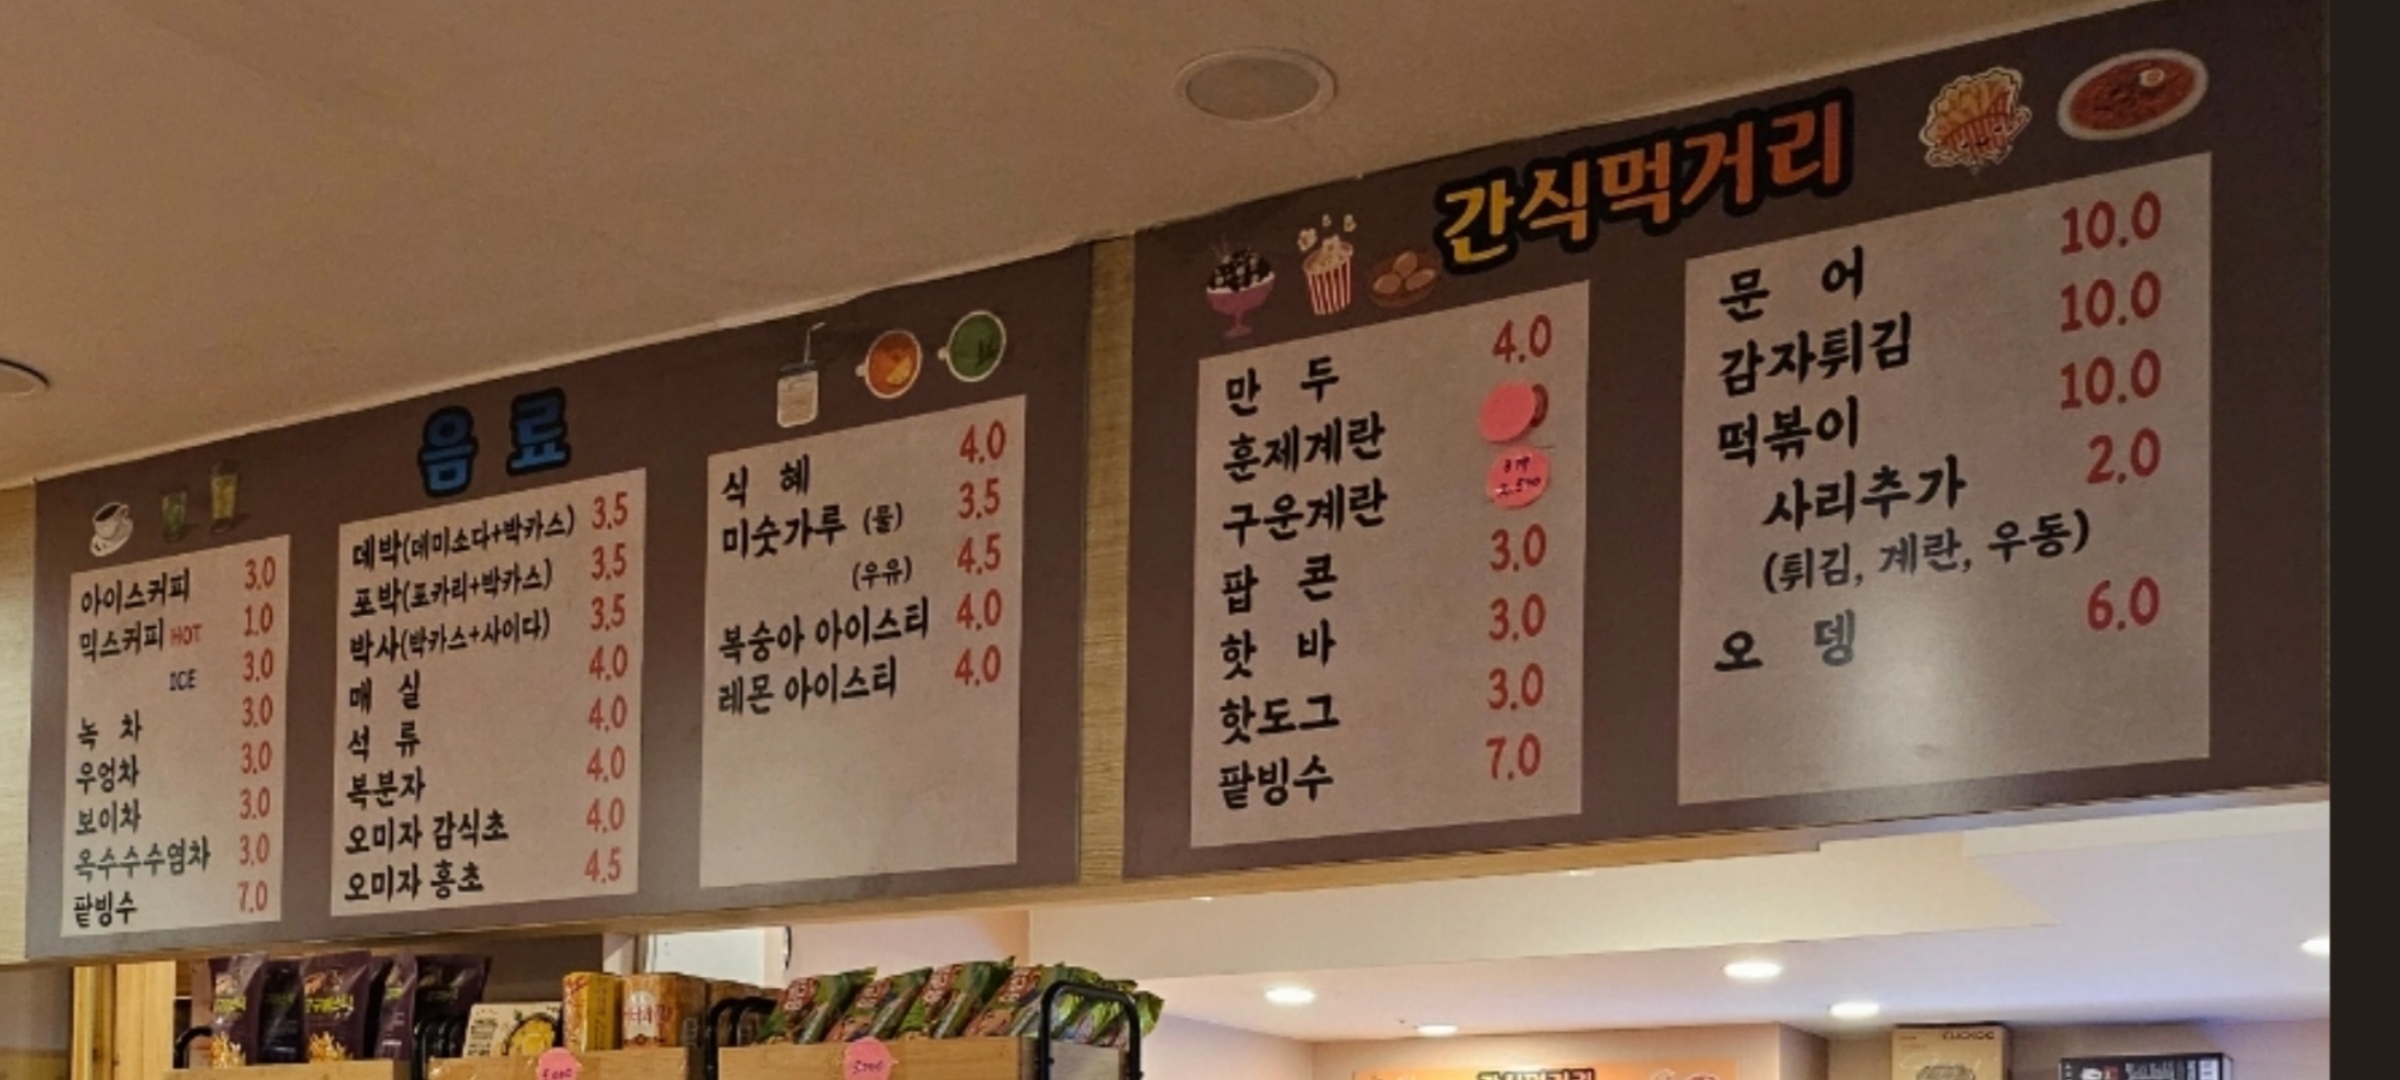 음료
아이스커피 3.0
믹스커피 HOT 1.0
ICE 3.0
녹 차 3.0
우엉차 3.0
보이차 3.0
옥수수수염차 3.0
팥빙수 7.0
데박(데미소다+박카스) 3.5
포박(포카리+박카스) 3.5
박사(박카스+사이다) 3.5
매 실 4.0
석 류 4.0
복분자 4.0
오미자 감식초 4.0
오미자 홍초 4.5
식 혜 4.0
미숫가루 (물) 3.5
(우유) 4.5
복숭아 아이스티 4.0
레몬 아이스티 4.0
간식먹거리
만 두 4.0
훈제계란
구운계란
팝 콘 3.0
핫 바 3.0
핫도그 3.0
팥빙수 7.0
문 어 10.0
감자튀김 10.0
떡볶이 10.0
사리추가 2.0
(튀김, 계란, 우동)
오 뎅 6.0
CUCKOO
간식먹거리